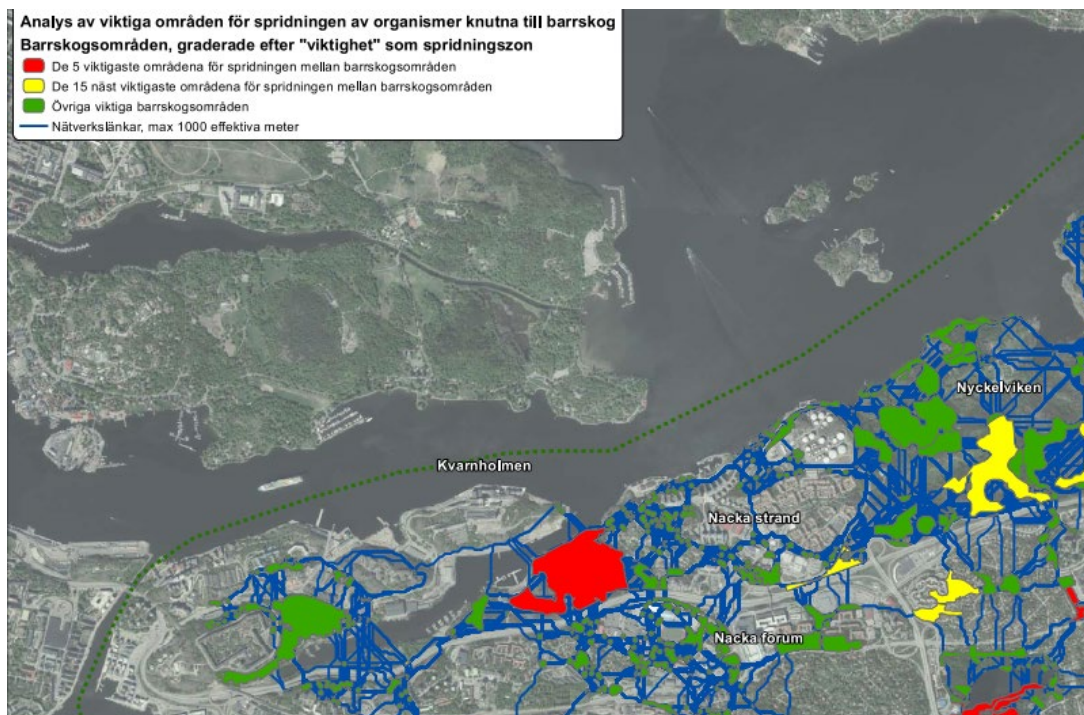 Analys av viktiga områden för spridningen av organismer knutna till barrskog
Barrskogsområden, graderade efter "viktighet" som spridningszon
De 5 viktigaste områdena för spridningen mellan barrskogsområden
De 15 näst viktigaste områdena för spridningen mellan barrskogsområden
Övriga viktiga barrskogsområden
Nätverkslänkar, max 1000 effektiva meter
Nyckelviken
Kvarnholmen
Nacka strand
Nacka forum